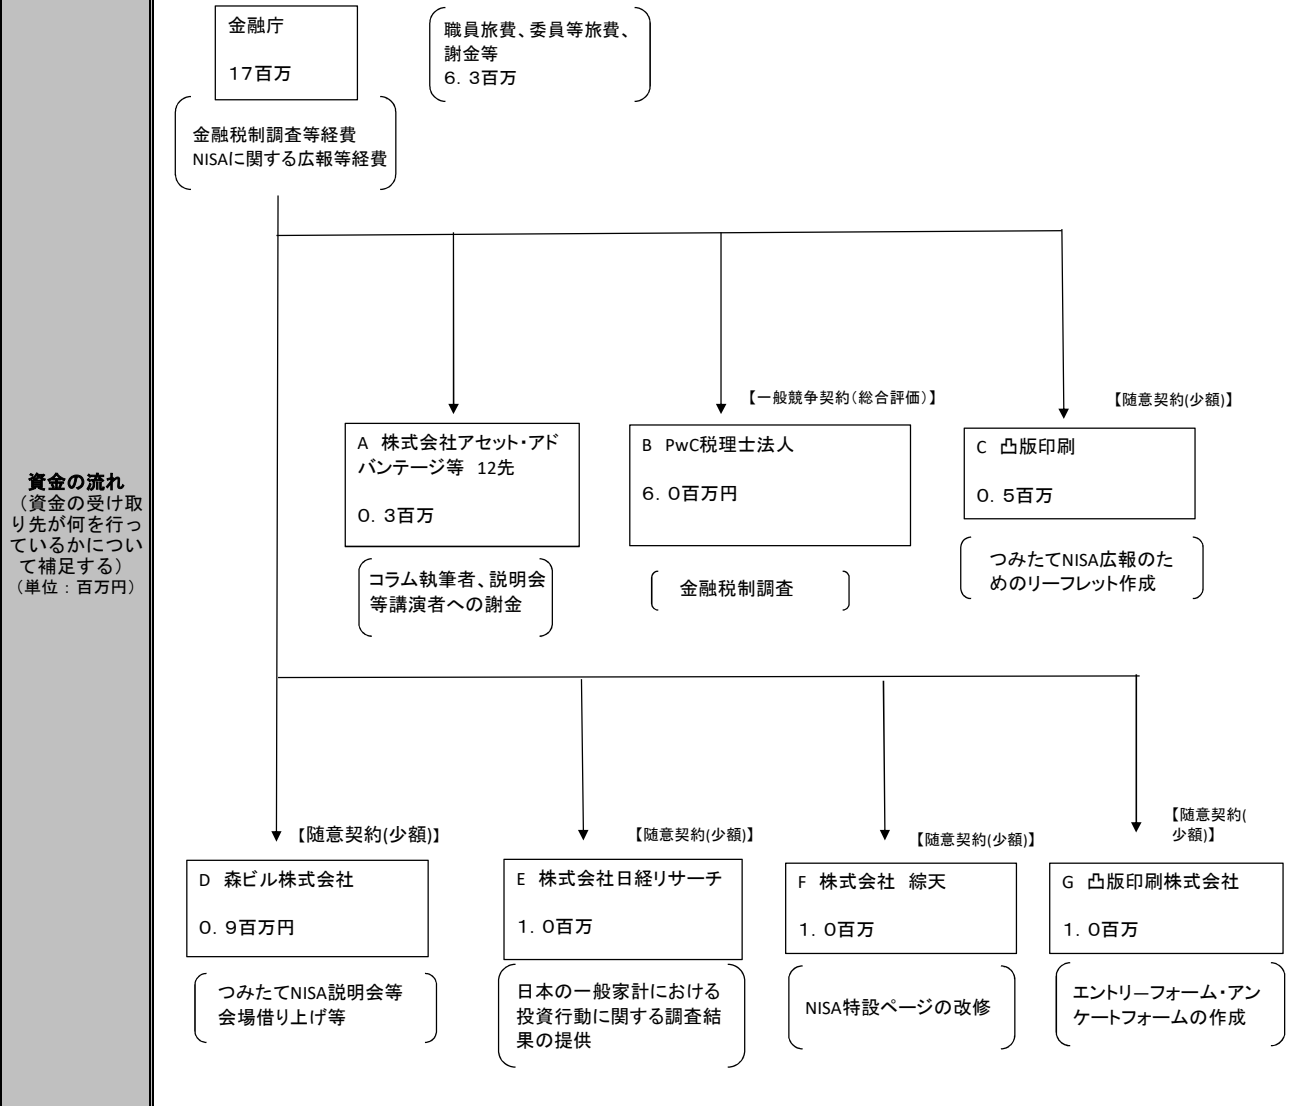 金融庁
17百万
職員旅費、委員等旅費、
謝金等
6. 3百万
金融税制調査等経費
NISAに関する広報等経費
資金の流れ
（資金の受け取
り先が何を行っ
ているかについ
て補足する）
（単位：百万円）
A 株式会社アセット・アド
バンテージ等 12先
0. 3百万
コラム執筆者、説明会
等講演者への謝金
【一般競争契約（総合評価）】
B PwC税理士法人
6. 0百万円
金融税制調査
【随意契約(少額)】
C 凸版印刷
0. 5百万
つみたてNISA広報のた
めのリーフレット作成
【随意契約(少額)】
D 森ビル株式会社
0. 9百万円
つみたてNISA説明会等
会場借り上げ等
【随意契約(少額)】
E 株式会社日経リサーチ
1. 0百万
日本の一般家計における
投資行動に関する調査結
果の提供
【随意契約(少額)】
F 株式会社 綜天
1. 0百万
NISA特設ページの改修
【随意契約(
少額)】
G 凸版印刷株式会社
1. 0百万
エントリーフォーム・アン
ケートフォームの作成